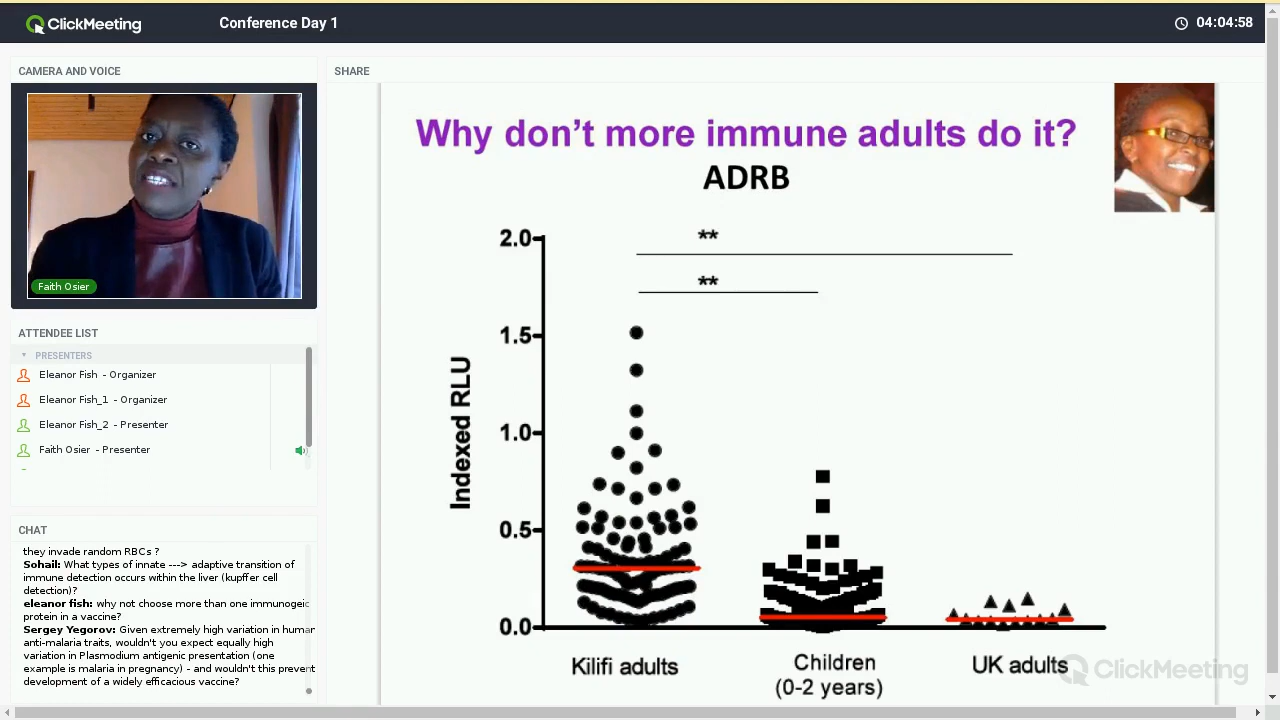 ClickMeeting
Conference Day 1
04:04:58
CAMERA AND VOICE
Faith Osier
ATTENDEE LIST
PRESENTERS
Eleanor Fish - Organizer
Eleanor Fish_1 - Organizer
Eleanor Fish_2 - Presenter
Faith Osier - Presenter
CHAT
they invade random RBCs ?
Sohail: What types of innate ---> adaptive transition of
immune detection occurs within the liver (kupffer cell
detection)?
eleanor fish: why not choose more than one immunogeic
protein in a vaccine?
Sergey Yegorov: Given extremely high variation in human
anti-malaria traits, wouldn't you expect equally high
variation in Plasmodium antigenic presentation (one
example is malaria in pregnancy) - and wouldn't this prevent
development of a widely efficacious vaccine?
SHARE
Why don't more immune adults do it?
ADRB
**
**
Indexed RLU
2.0
1.5
1.0
0.5
0.0
Kilifi adults
Children
(0-2 years)
UK adults
ClickMeeting